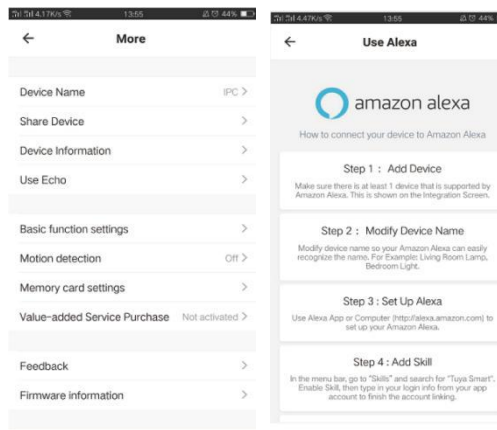 4.17K/s 13:55 44%
More
Device Name IPC >
Share Device >
Device Information >
Use Echo >
Basic function settings >
Motion detection Off >
Memory card settings >
Value-added Service Purchase Not activated >
Feedback >
Firmware information >
4.47K/s 13:55 44%
Use Alexa
amazon alexa
How to connect your device to Amazon Alexa
Step 1 : Add Device
Make sure there is at least 1 device that is supported by
Amazon Alexa. This is shown on the Integration Screen.
Step 2 : Modify Device Name
Modify device name so your Amazon Alexa can easily
recognize the name. For Example: Living Room Lamp,
Bedroom Light.
Step 3 : Set Up Alexa
Use Alexa App or Computer (http://alexa.amazon.com) to
set up your Amazon Alexa.
Step 4 : Add Skill
In the menu bar, go to "Skills" and search for "Tuya Smart".
Enable Skill, then type in your login info from your app
account to finish the account linking.